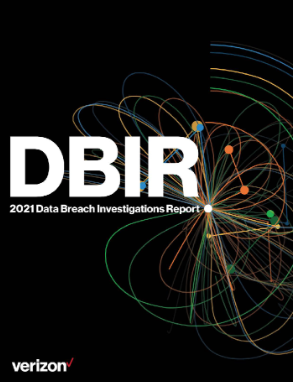 DBIR
2021 Data Breach Investigations Report
verizon✓